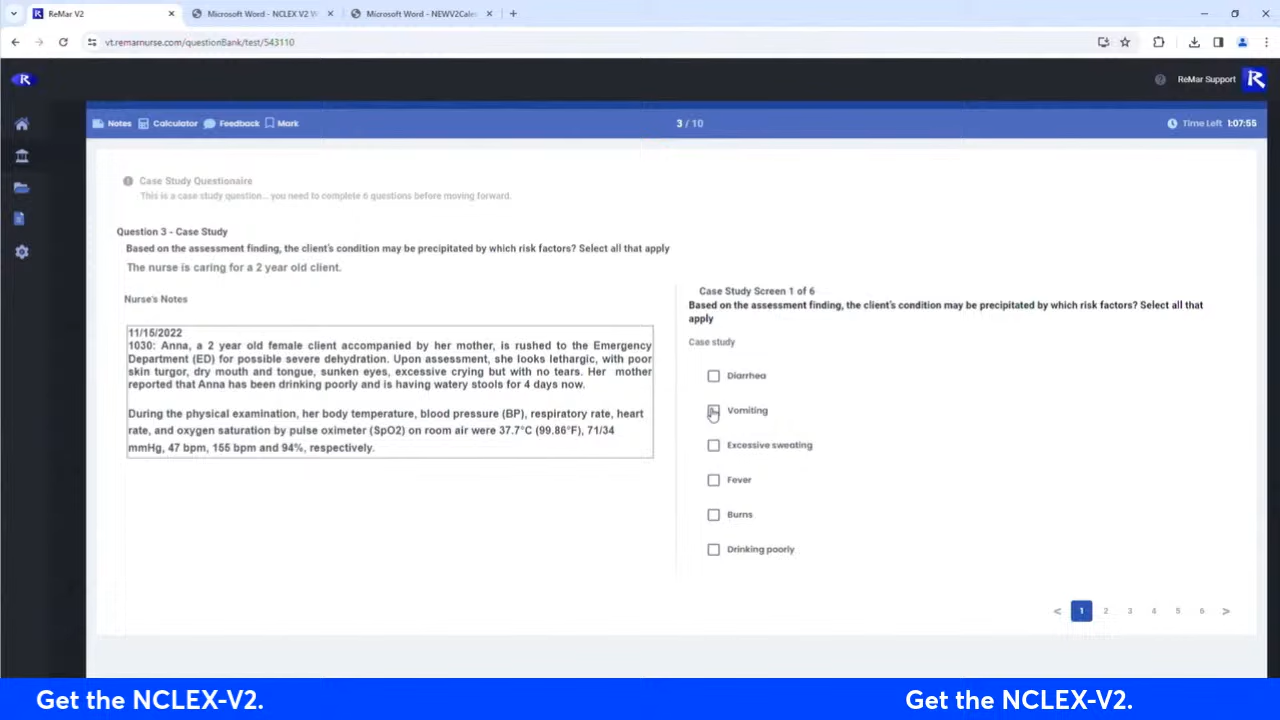 ReMar V2
Microsoft Word - NCLEX V2 W
Microsoft Word - NEWV2Cale
vt.remarnurse.com/questionBank/test/543110
R
ReMar Support
R
Notes
Calculator
Feedback
Mark
3 / 10
Time Left 1:07:55
Case Study Questionaire
This is a case study question... you need to complete 6 questions before moving forward.
Question 3 - Case Study
Based on the assessment finding, the client's condition may be precipitated by which risk factors? Select all that apply
The nurse is caring for a 2 year old client.
Nurse's Notes
11/15/2022
1030: Anna, a 2 year old female client accompanied by her mother, is rushed to the Emergency
Department (ED) for possible severe dehydration. Upon assessment, she looks lethargic, with poor
skin turgor, dry mouth and tongue, sunken eyes, excessive crying but with no tears. Her mother
reported that Anna has been drinking poorly and is having watery stools for 4 days now.
During the physical examination, her body temperature, blood pressure (BP), respiratory rate, heart
rate, and oxygen saturation by pulse oximeter (SpO2) on room air were 37.7°C (99.86°F), 71/34
mmHg, 47 bpm, 155 bpm and 94%, respectively.
Case Study Screen 1 of 6
Based on the assessment finding, the client's condition may be precipitated by which risk factors? Select all that
apply
Case study
Diarrhea
Vomiting
Excessive sweating
Fever
Burns
Drinking poorly
< 1 2 3 4 5 6 >
Get the NCLEX-V2.
Get the NCLEX-V2.